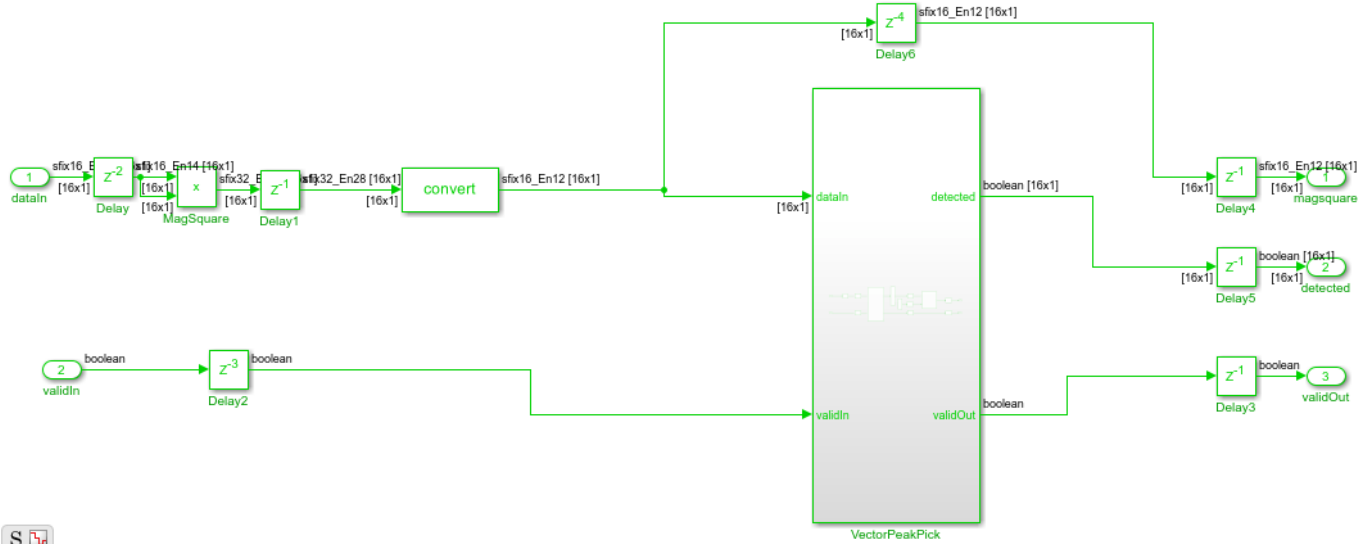 z-4
sfix16_En12 [16x1]
[16x1]
Delay6
1
dataIn
[16x1]
z-2
Delay
sfix16_En14 [16x1]
[16x1]
[16x1]
x
MagSquare
[16x1]
z-1
Delay1
sfix32_En28 [16x1]
[16x1]
convert
sfix16_En12 [16x1]
[16x1]
dataIn
detected
boolean [16x1]
[16x1]
z-1
Delay4
sfix16_En12 [16x1]
[16x1]
1
magsquare
[16x1]
z-1
Delay5
boolean [16x1]
[16x1]
2
detected
2
validIn
boolean
z-3
Delay2
boolean
validIn
validOut
boolean
z-1
Delay3
boolean
3
validOut
VectorPeakPick
S